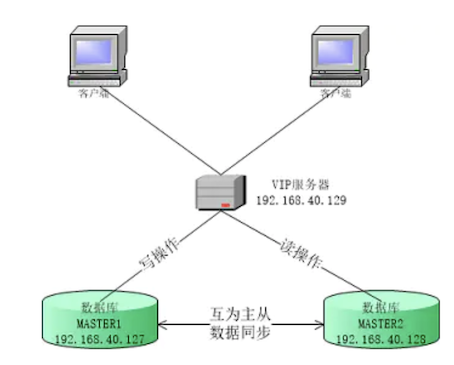 客户端
客户端
VIP服务器
192.168.40.129
写操作
读操作
数据库
MASTER1
192.168.40.127
互为主从
数据同步
数据库
MASTER2
192.168.40.128